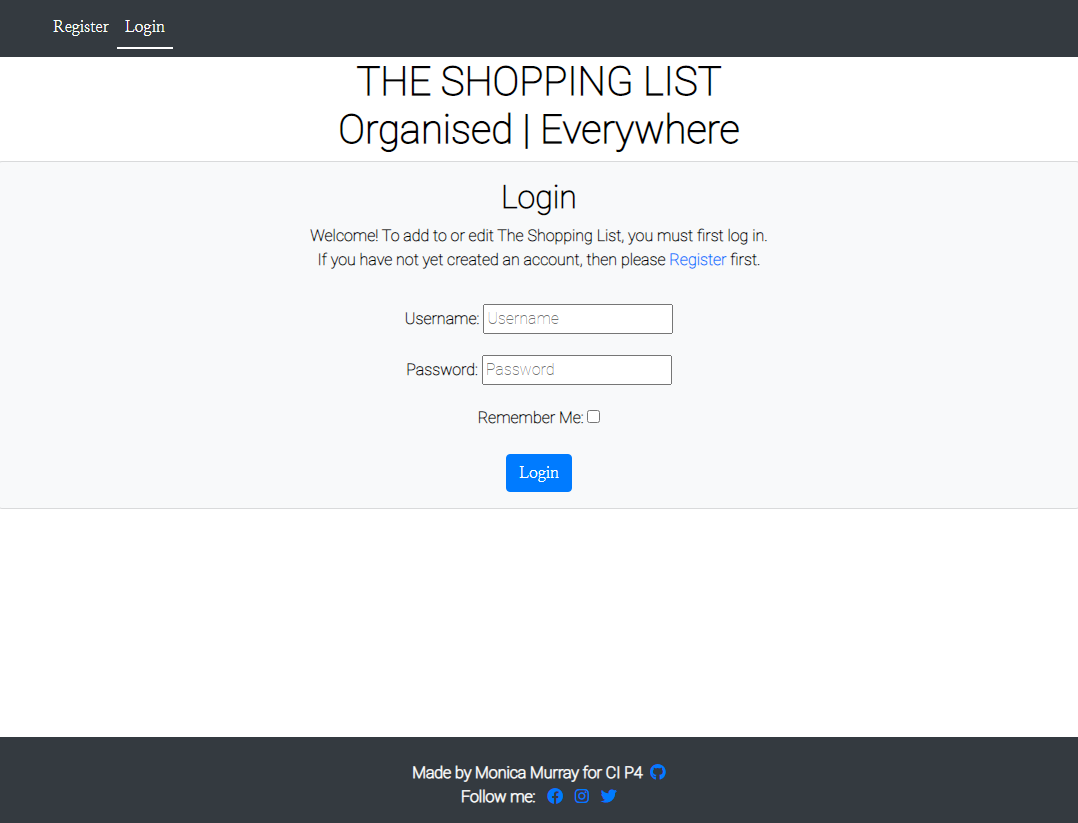 Register Login
THE SHOPPING LIST
Organised | Everywhere
Login
Welcome! To add to or edit The Shopping List, you must first log in.
If you have not yet created an account, then please Register first.
Username: Username
Password: Password
Remember Me:
Login
Made by Monica Murray for CI P4
Follow me: